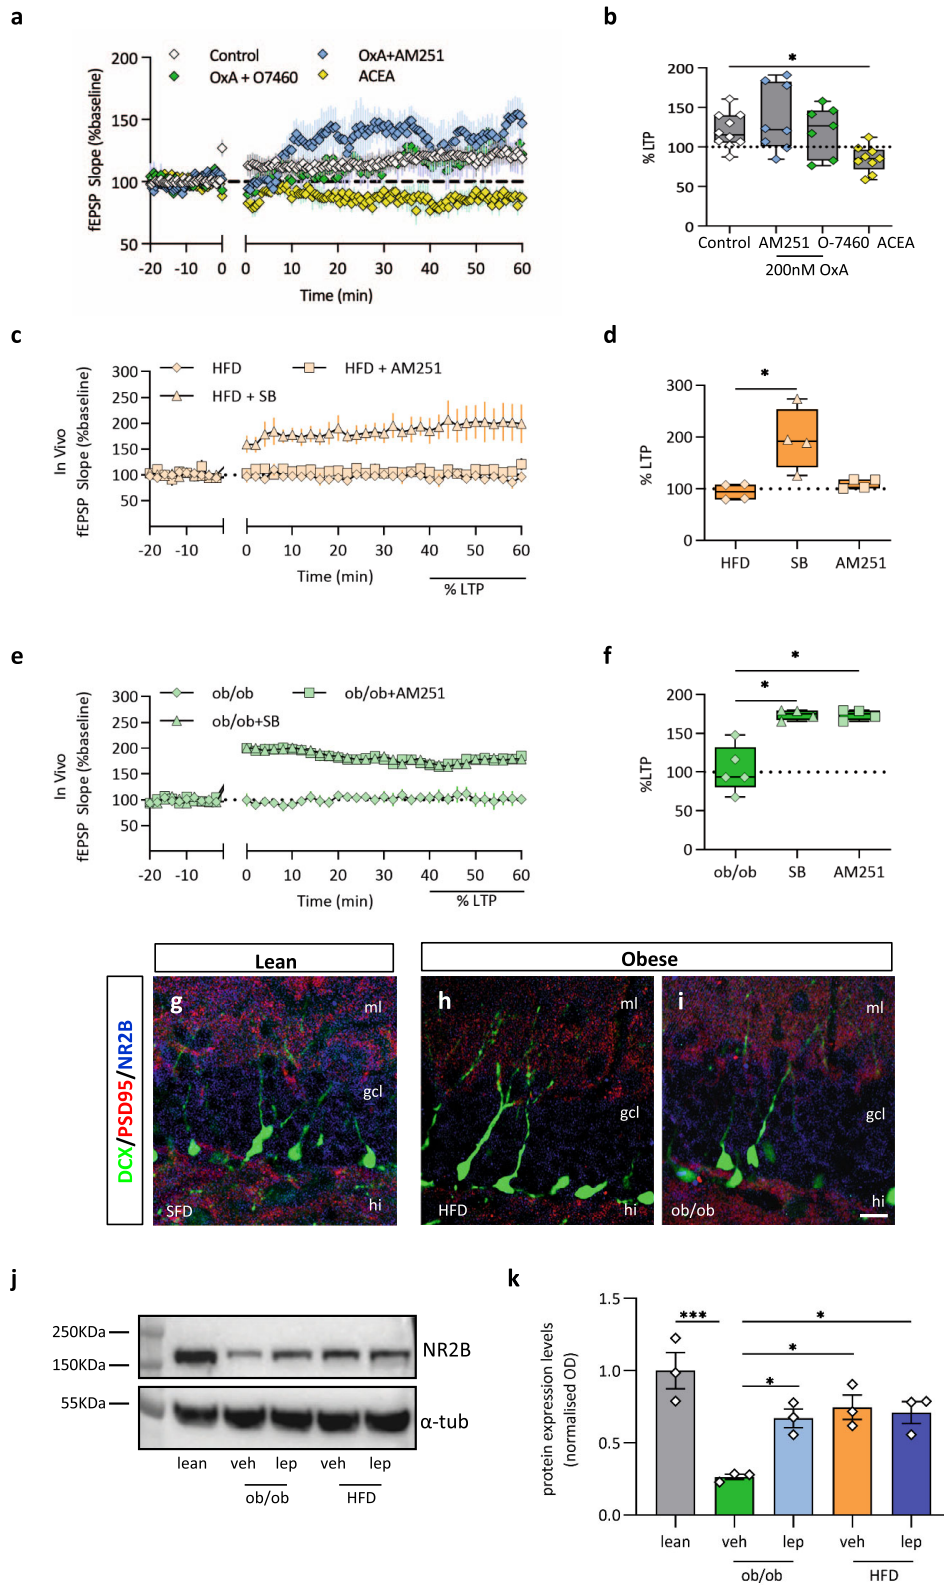 a
Control
OxA+AM251
OxA + O7460
ACEA
200
150
100
50
fEPSP Slope (%baseline)
-20 -10 0 0 10 20 30 40 50 60
Time (min)
b
*
200
150
100
50
0
% LTP
Control AM251 O-7460 ACEA
200nM OxA
c
HFD
HFD + AM251
HFD + SB
300
250
200
150
100
50
In Vivo
fEPSP Slope (%baseline)
-20 -10 0 10 20 30 40 50 60
Time (min)
% LTP
d
*
300
200
100
0
% LTP
HFD SB AM251
e
ob/ob
ob/ob+AM251
ob/ob+SB
300
250
200
150
100
50
In Vivo
fEPSP Slope (%baseline)
-20 -10 0 10 20 30 40 50 60
Time (min)
% LTP
f
*
*
200
150
100
50
0
%LTP
ob/ob SB AM251
Lean
Obese
DCX/PSD95/NR2B
g
ml
gcl
hi
SFD
h
ml
gcl
hi
HFD
i
ml
gcl
hi
ob/ob
j
250KDa
150KDa
55KDa
NR2B
α-tub
lean veh lep veh lep
ob/ob HFD
k
***
*
*
*
1.5
1.0
0.5
0.0
protein expression levels
(normalised OD)
lean veh lep veh lep
ob/ob HFD